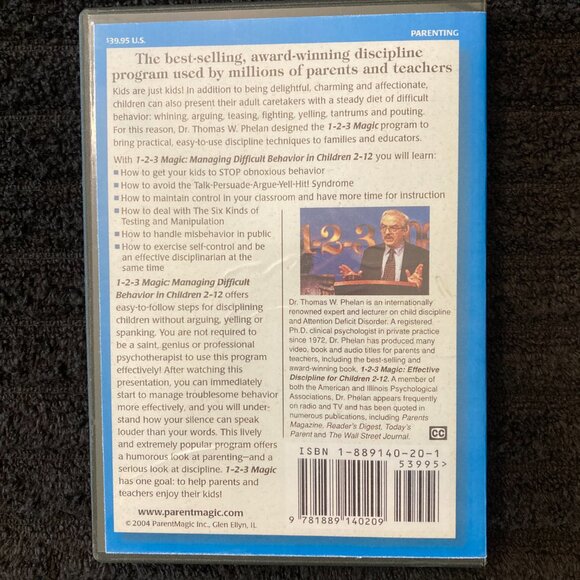 $39.95 U.S.
PARENTING
The best-selling, award-winning discipline
program used by millions of parents and teachers
Kids are just kids! In addition to being delightful, charming and affectionate,
children can also present their adult caretakers with a steady diet of difficult
behavior: whining, arguing, teasing, fighting, yelling, tantrums and pouting.
For this reason, Dr. Thomas W. Phelan designed the 1-2-3 Magic program to
bring practical, easy-to-use discipline techniques to families and educators.
With 1-2-3 Magic: Managing Difficult Behavior in Children 2-12 you will learn:
■ How to get your kids to STOP obnoxious behavior
■ How to avoid the Talk-Persuade-Argue-Yell-Hit! Syndrome
■ How to maintain control in your classroom and have more time for instruction
■ How to deal with The Six Kinds of
Testing and Manipulation
■ How to handle misbehavior in public
■ How to exercise self-control and be
an effective disciplinarian at the
same time
1-2-3 Magic: Managing Difficult
Behavior in Children 2-12 offers
easy-to-follow steps for disciplining
children without arguing, yelling or
spanking. You are not required to
be a saint, genius or professional
psychotherapist to use this program
effectively! After watching this
presentation, you can immediately
start to manage troublesome behavior
more effectively, and you will under-
stand how your silence can speak
louder than your words. This lively
and extremely popular program offers
a humorous look at parenting—and a
serious look at discipline. 1-2-3 Magic
has one goal: to help parents and
teachers enjoy their kids!
www.parentmagic.com
© 2004 ParentMagic Inc., Glen Ellyn, IL
1-2-3
Dr. Thomas W. Phelan is an internationally
renowned expert and lecturer on child discipline
and Attention Deficit Disorder. A registered
Ph.D. clinical psychologist in private practice
since 1972, Dr. Phelan has produced many
video, book and audio titles for parents and
teachers, including the best-selling and
award-winning book. 1-2-3 Magic: Effective
Discipline for Children 2-12. A member of
both the American and Illinois Psychological
Associations, Dr. Phelan appears frequently
on radio and TV and has been quoted in
numerous publications, including Parents
Magazine, Reader's Digest, Today's
Parent and The Wall Street Journal.
CC
ISBN 1-889140-20-1
53995>
9 781889 140209